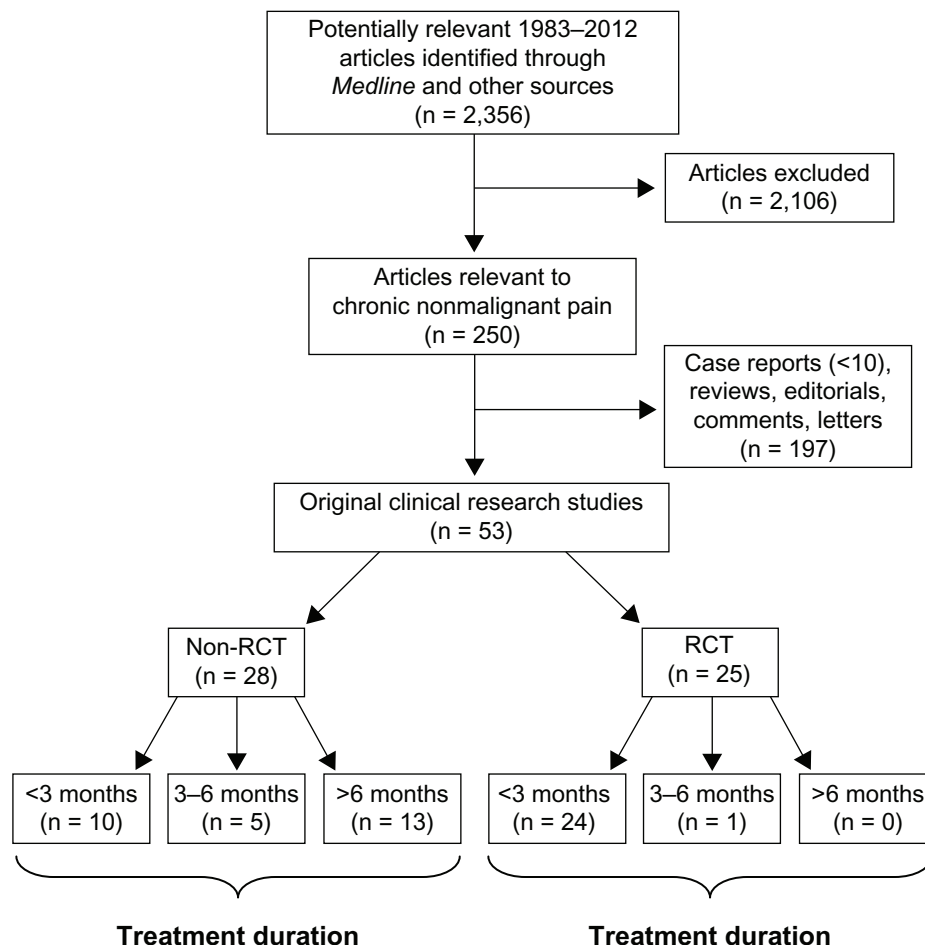 Potentially relevant 1983–2012
articles identified through
Medline and other sources
(n = 2,356)
Articles excluded
(n = 2,106)
Articles relevant to
chronic nonmalignant pain
(n = 250)
Case reports (<10),
reviews, editorials,
comments, letters
(n = 197)
Original clinical research studies
(n = 53)
Non-RCT
(n = 28)
RCT
(n = 25)
<3 months
(n = 10)
3–6 months
(n = 5)
>6 months
(n = 13)
<3 months
(n = 24)
3–6 months
(n = 1)
>6 months
(n = 0)
Treatment duration
Treatment duration